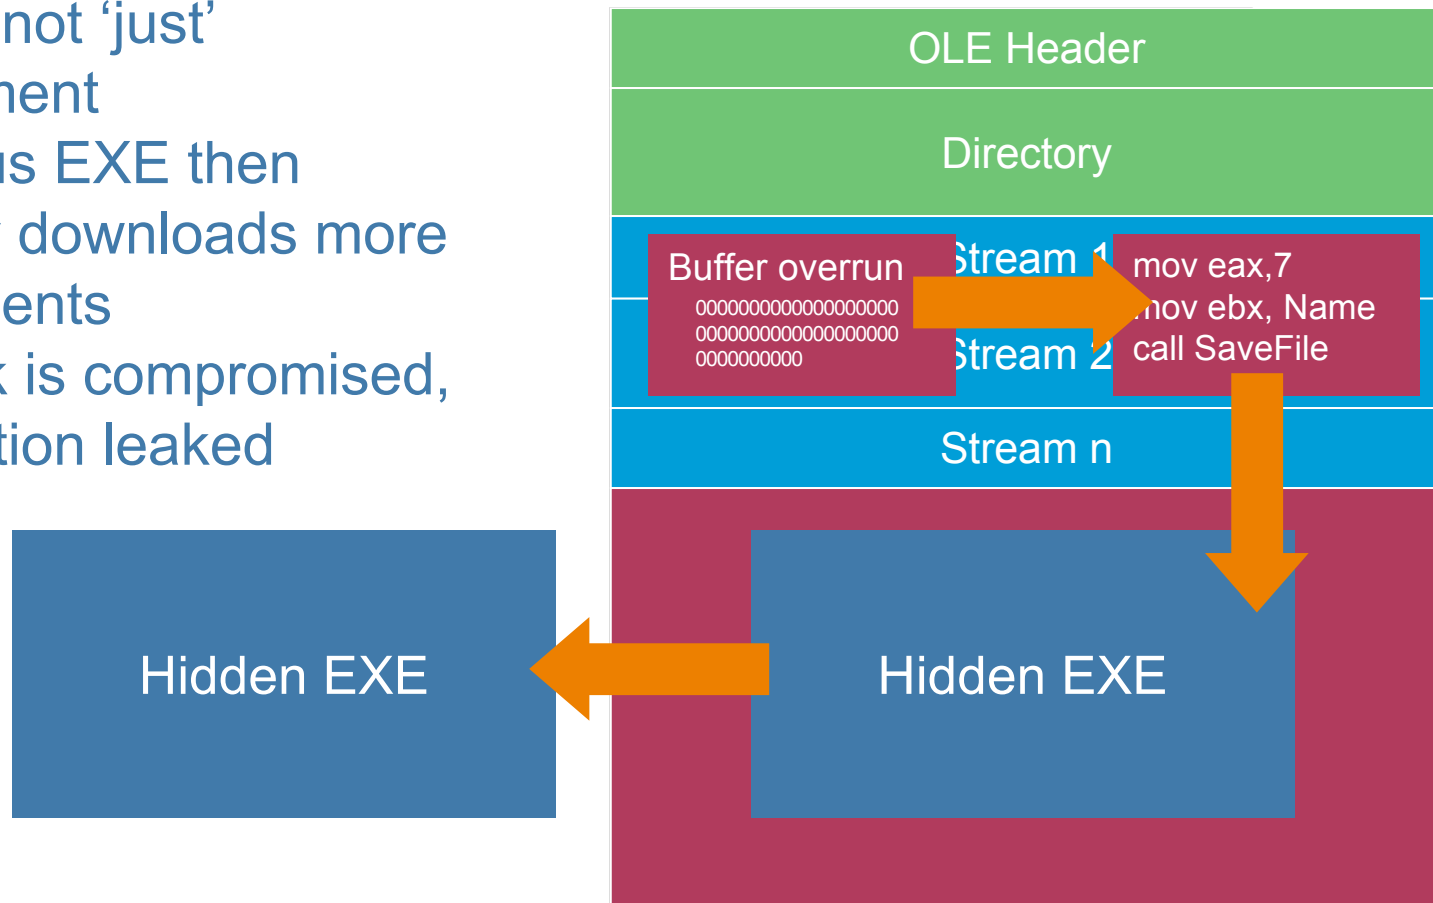 not ‘just’
ment
us EXE then
downloads more
ents
is compromised,
tion leaked
OLE Header
Directory
Stream 1
Buffer overrun
0000000000000000000
0000000000000000000
0000000000
mov eax,7
mov ebx, Name
call SaveFile
Stream 2
Stream n
Hidden EXE
Hidden EXE